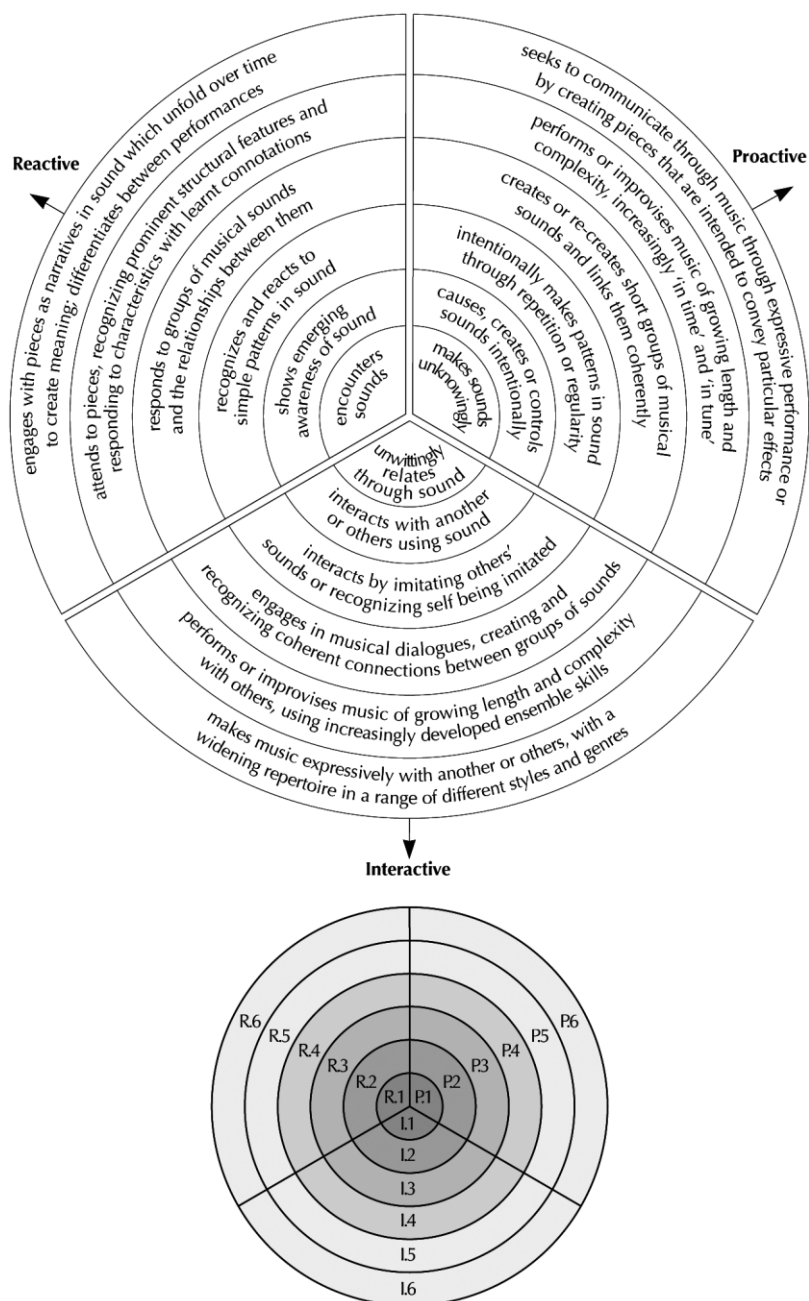 Reactive
engages with pieces as narratives in sound which unfold over time
to create meaning; differentiates between performances
attends to pieces, recognizing prominent structural features and
responding to characteristics with learnt connotations
responds to groups of musical sounds
and the relationships between them
recognizes and reacts to
simple patterns in sound
shows emerging
awareness of sound
encounters
sounds
Proactive
seeks to communicate through music through expressive performance or
by creating pieces that are intended to convey particular effects
performs or improvises music of growing length and
complexity, increasingly ‘in time’ and ‘in tune’
creates or re-creates short groups of musical
sounds and links them coherently
intentionally makes patterns in sound
through repetition or regularity
causes, creates or controls
sounds intentionally
makes sounds
unknowingly
unwittingly
relates
through sound
interacts with another
or others using sound
interacts by imitating others’
sounds or recognizing self being imitated
engages in musical dialogues, creating and
recognizing coherent connections between groups of sounds
performs or improvises music of growing length and complexity
with others, using increasingly developed ensemble skills
makes music expressively with another or others, with a
widening repertoire in a range of different styles and genres
Interactive
R.6
R.5
R.4
R.3
R.2
R.1
P.1
P.2
P.3
P.4
P.5
P.6
I.1
I.2
I.3
I.4
I.5
I.6